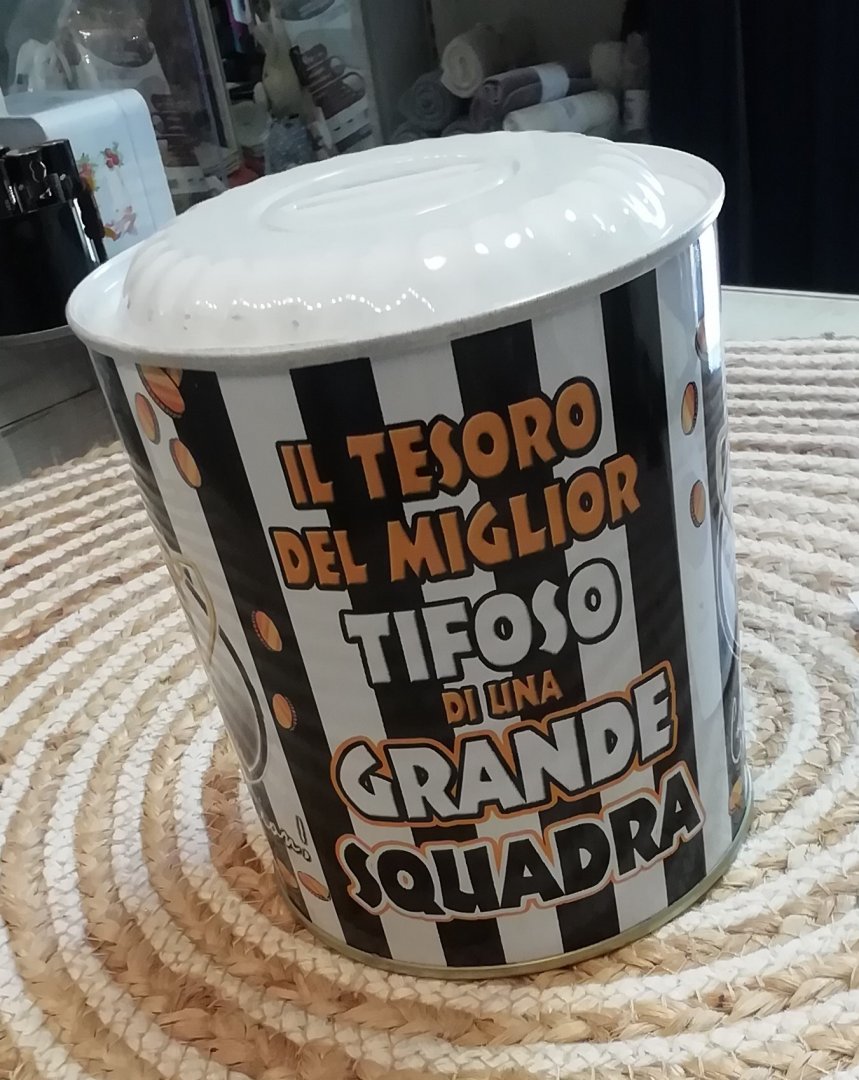 IL TESORO
DEL MIGLIOR
TIFOSO
DI UNA
GRANDE
SQUADRA